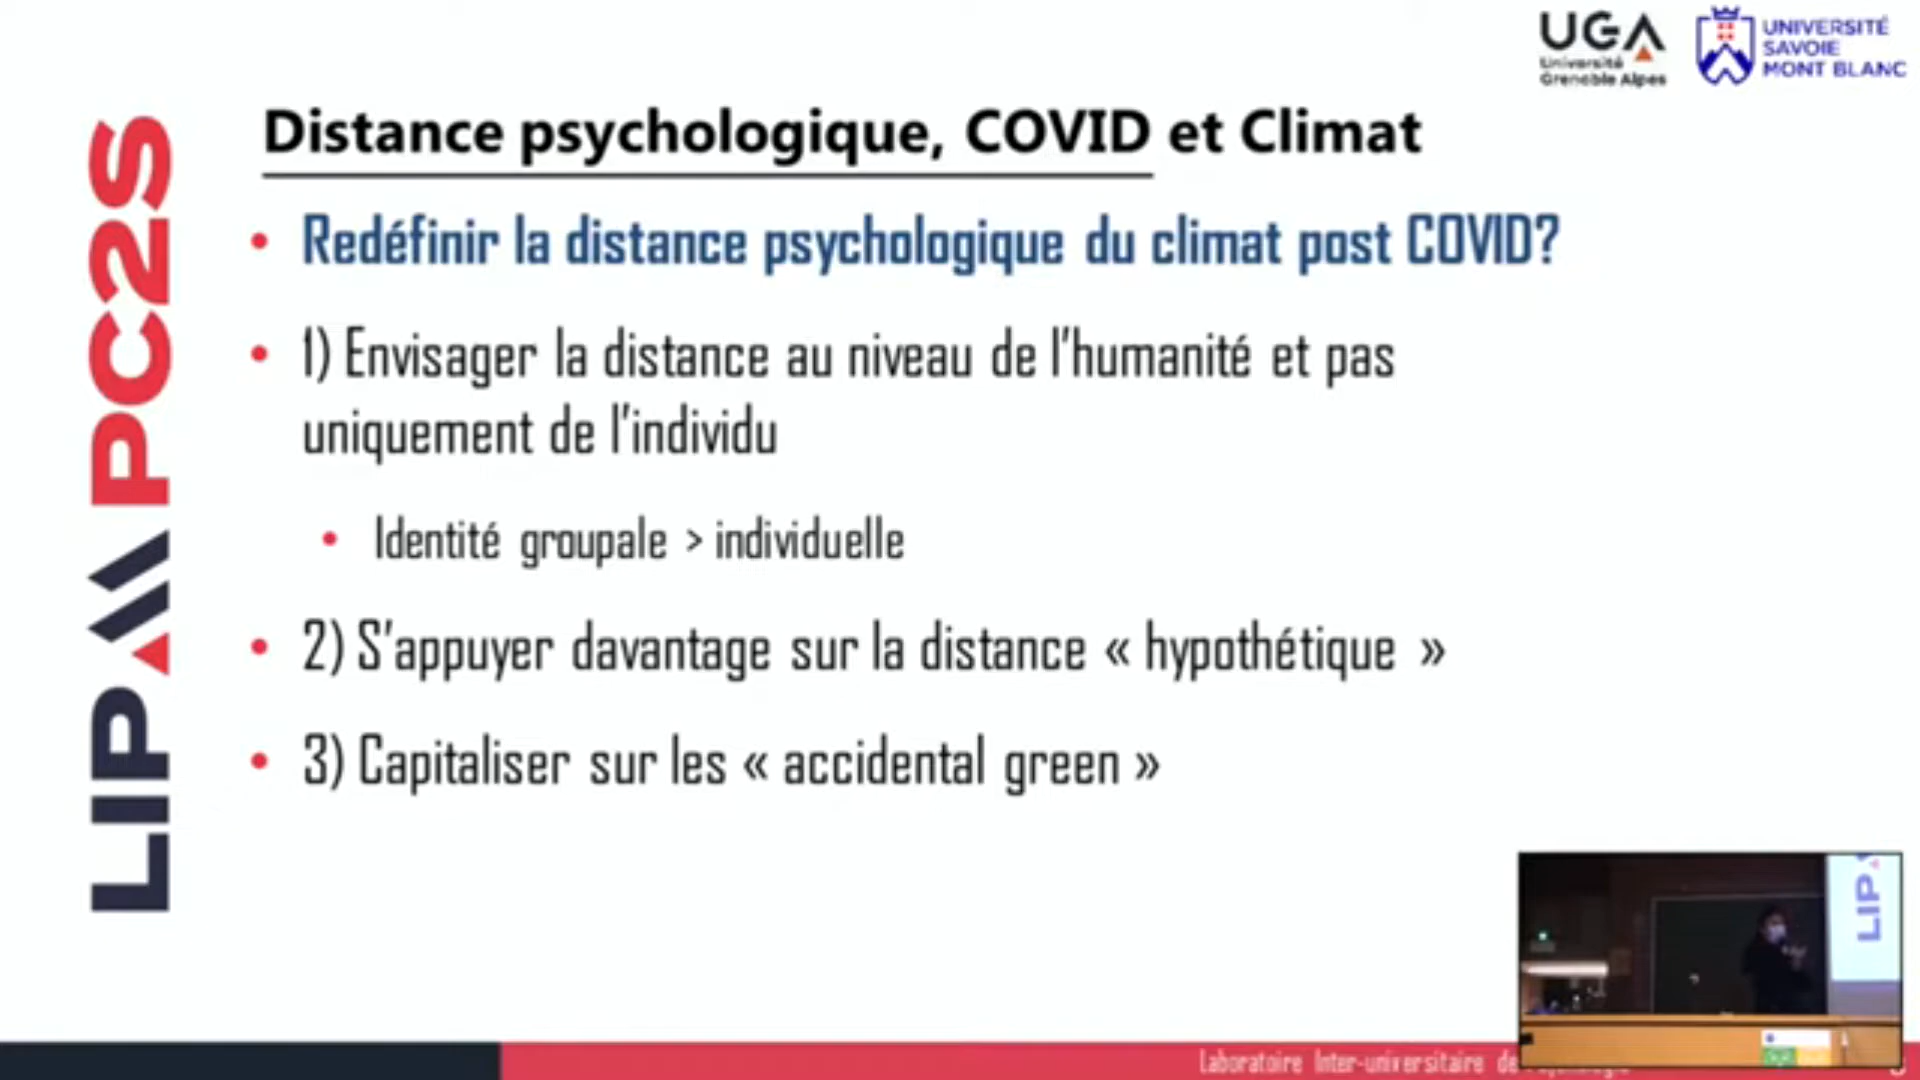 UGA
Université
Grenoble Alpes
UNIVERSITÉ
SAVOIE
MONT BLANC
LIP PC2S
Distance psychologique, COVID et Climat
• Redéfinir la distance psychologique du climat post COVID?
• 1) Envisager la distance au niveau de l'humanité et pas
uniquement de l'individu
• Identité groupale > individuelle
• 2) S'appuyer davantage sur la distance « hypothétique »
• 3) Capitaliser sur les « accidental green »
LIP
Laboratoire Inter-universitaire de